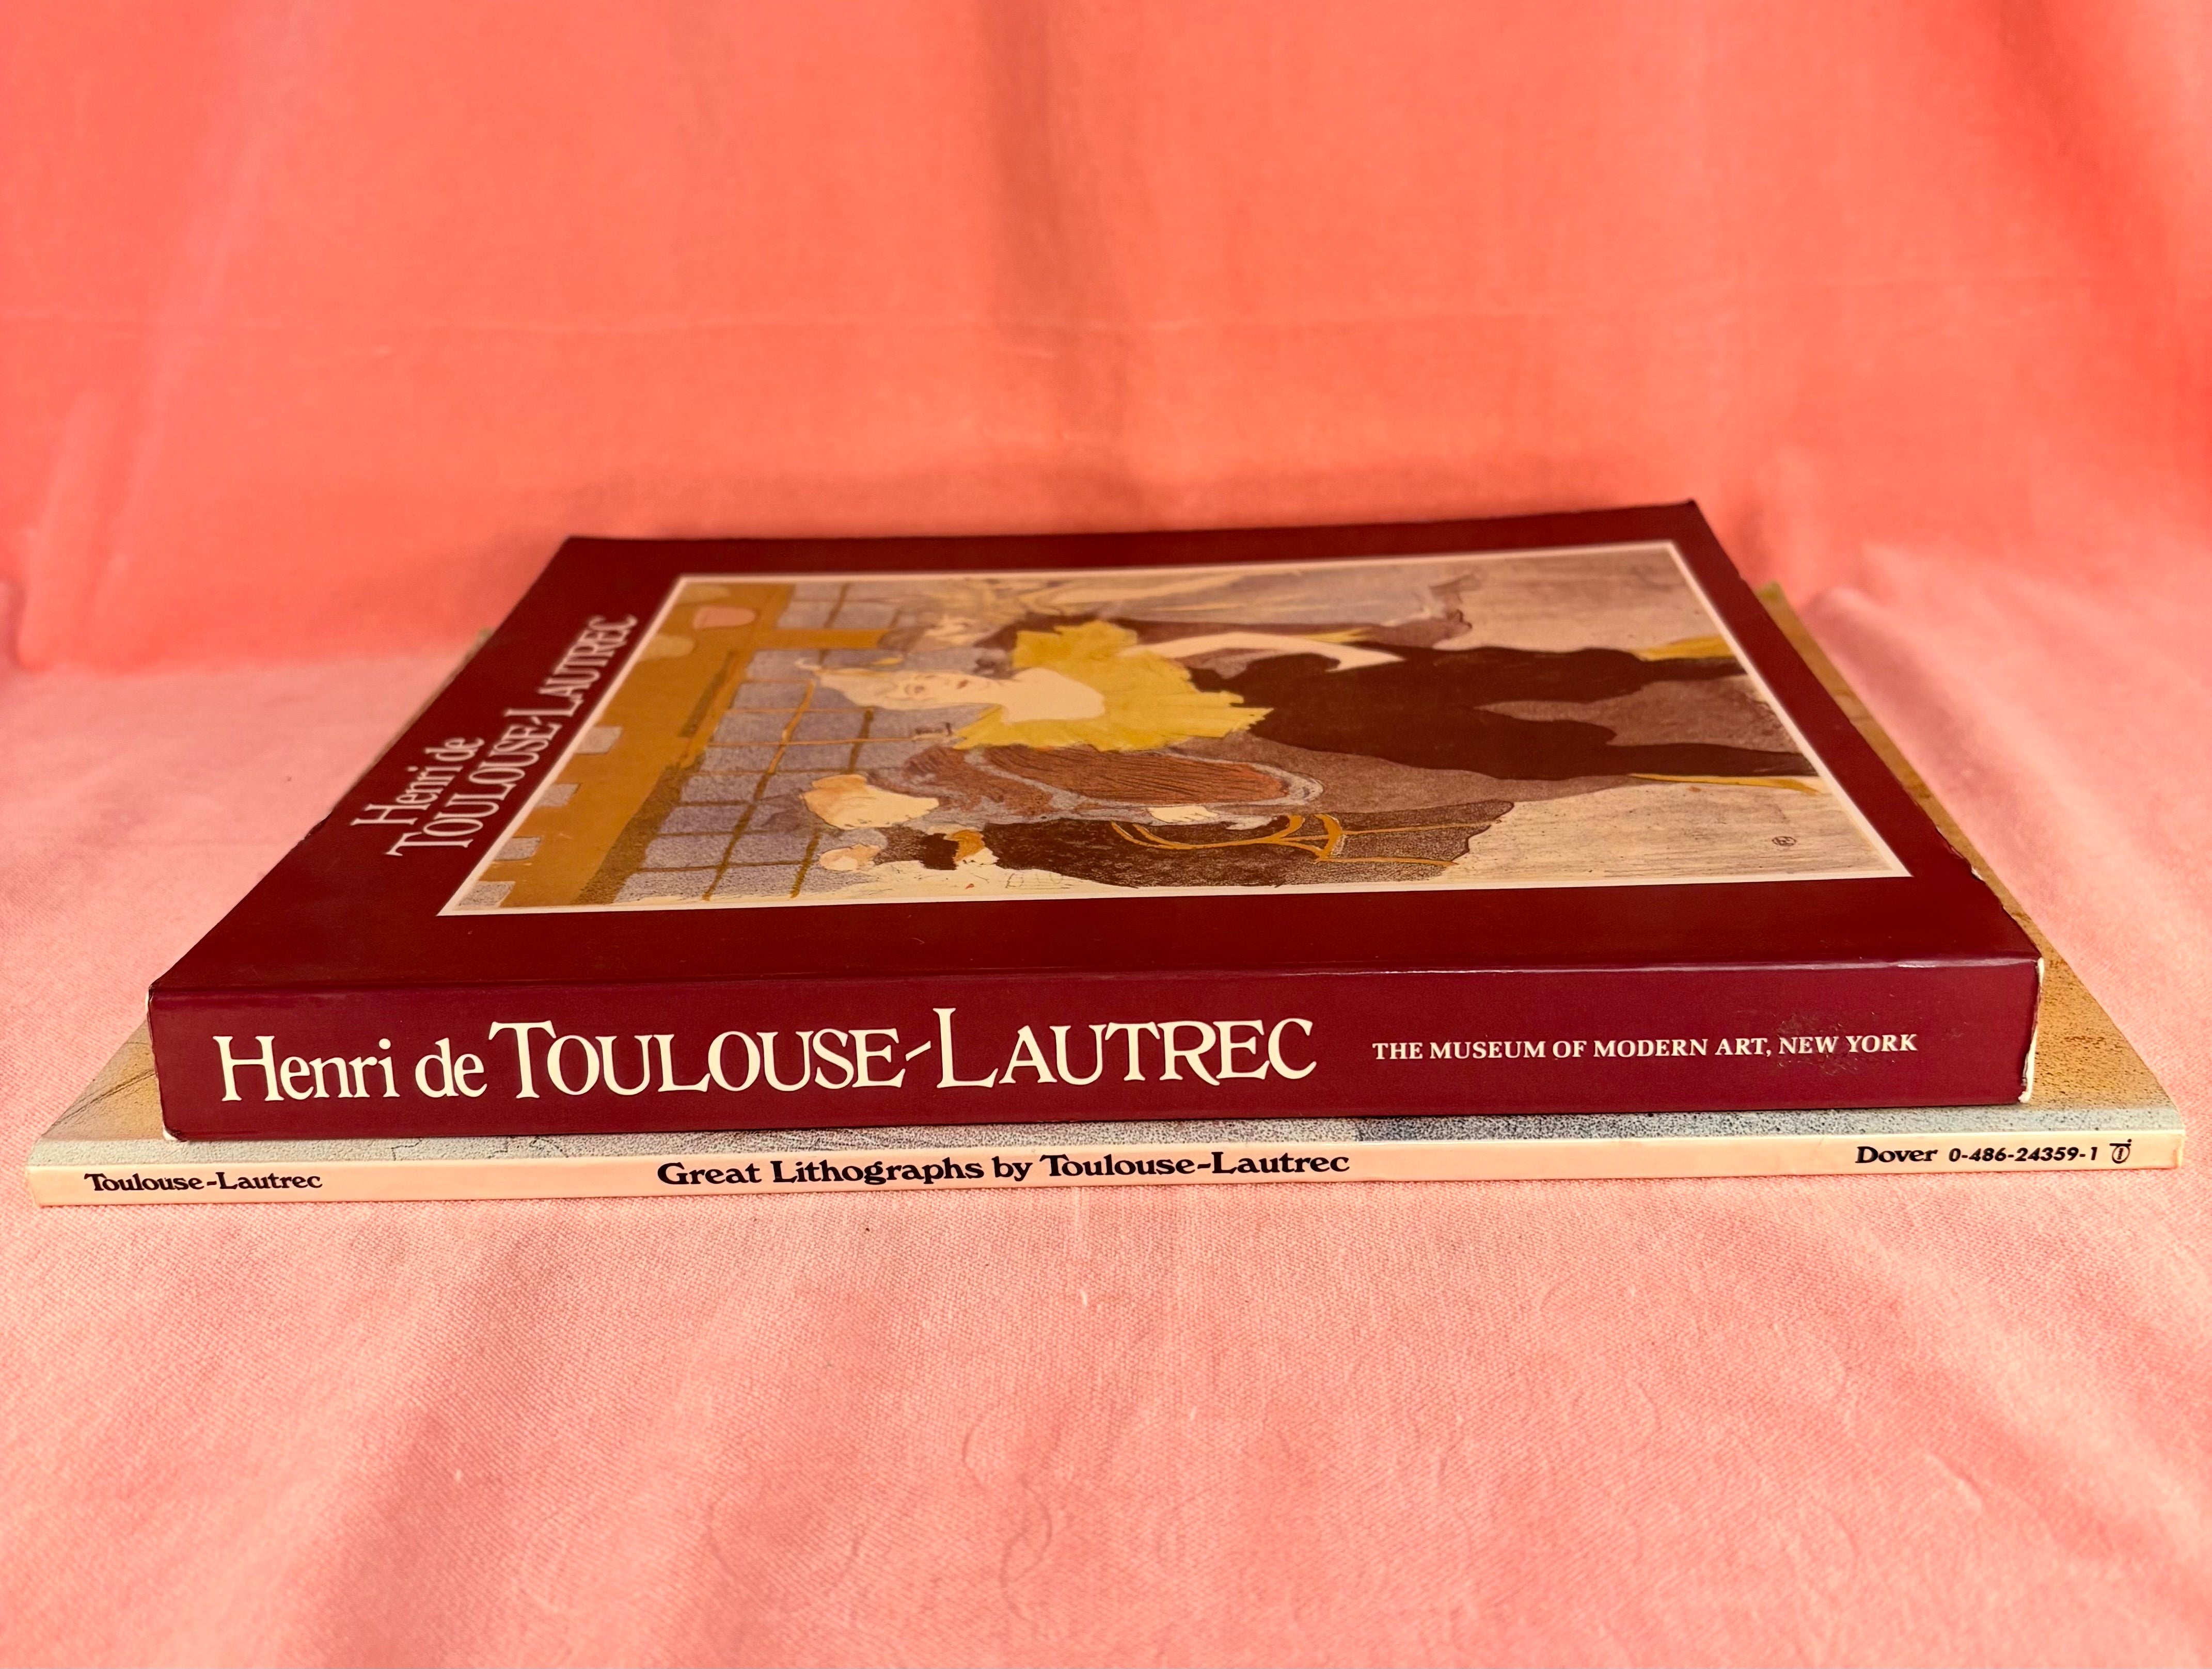 Henri de
TOULOUSE-LAUTREC
Henri de TOULOUSE-LAUTREC THE MUSEUM OF MODERN ART, NEW YORK
Toulouse-Lautrec Great Lithographs by Toulouse-Lautrec Dover 0-486-24359-1